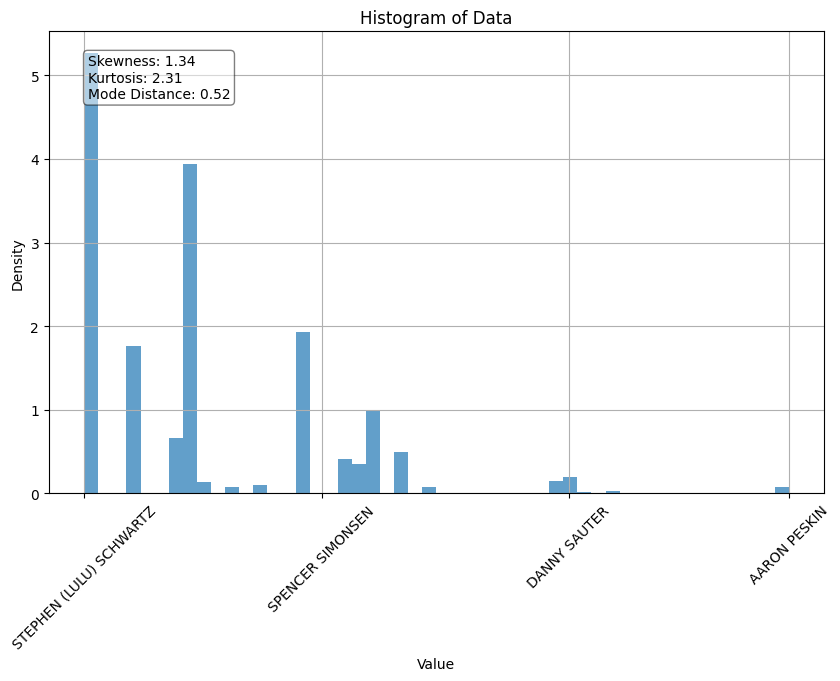 Histogram of Data
Skewness: 1.34
Kurtosis: 2.31
Mode Distance: 0.52
5
4
3
2
1
0
Density
STEPHEN (LULU) SCHWARTZ
SPENCER SIMONSEN
DANNY SAUTER
AARON PESKIN
Value